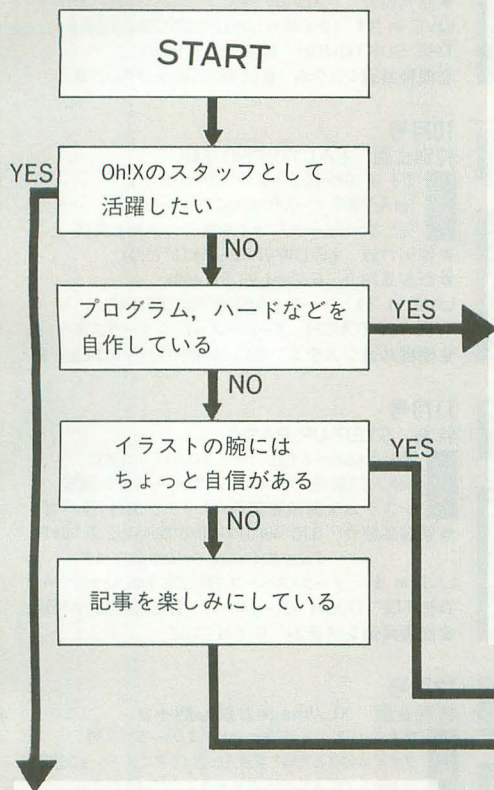 START
YES
Oh!Xのスタッフとして
活躍したい
NO
プログラム，ハードなどを
自作している
YES
NO
イラストの腕には
ちょっと自信がある
YES
NO
記事を楽しみにしている